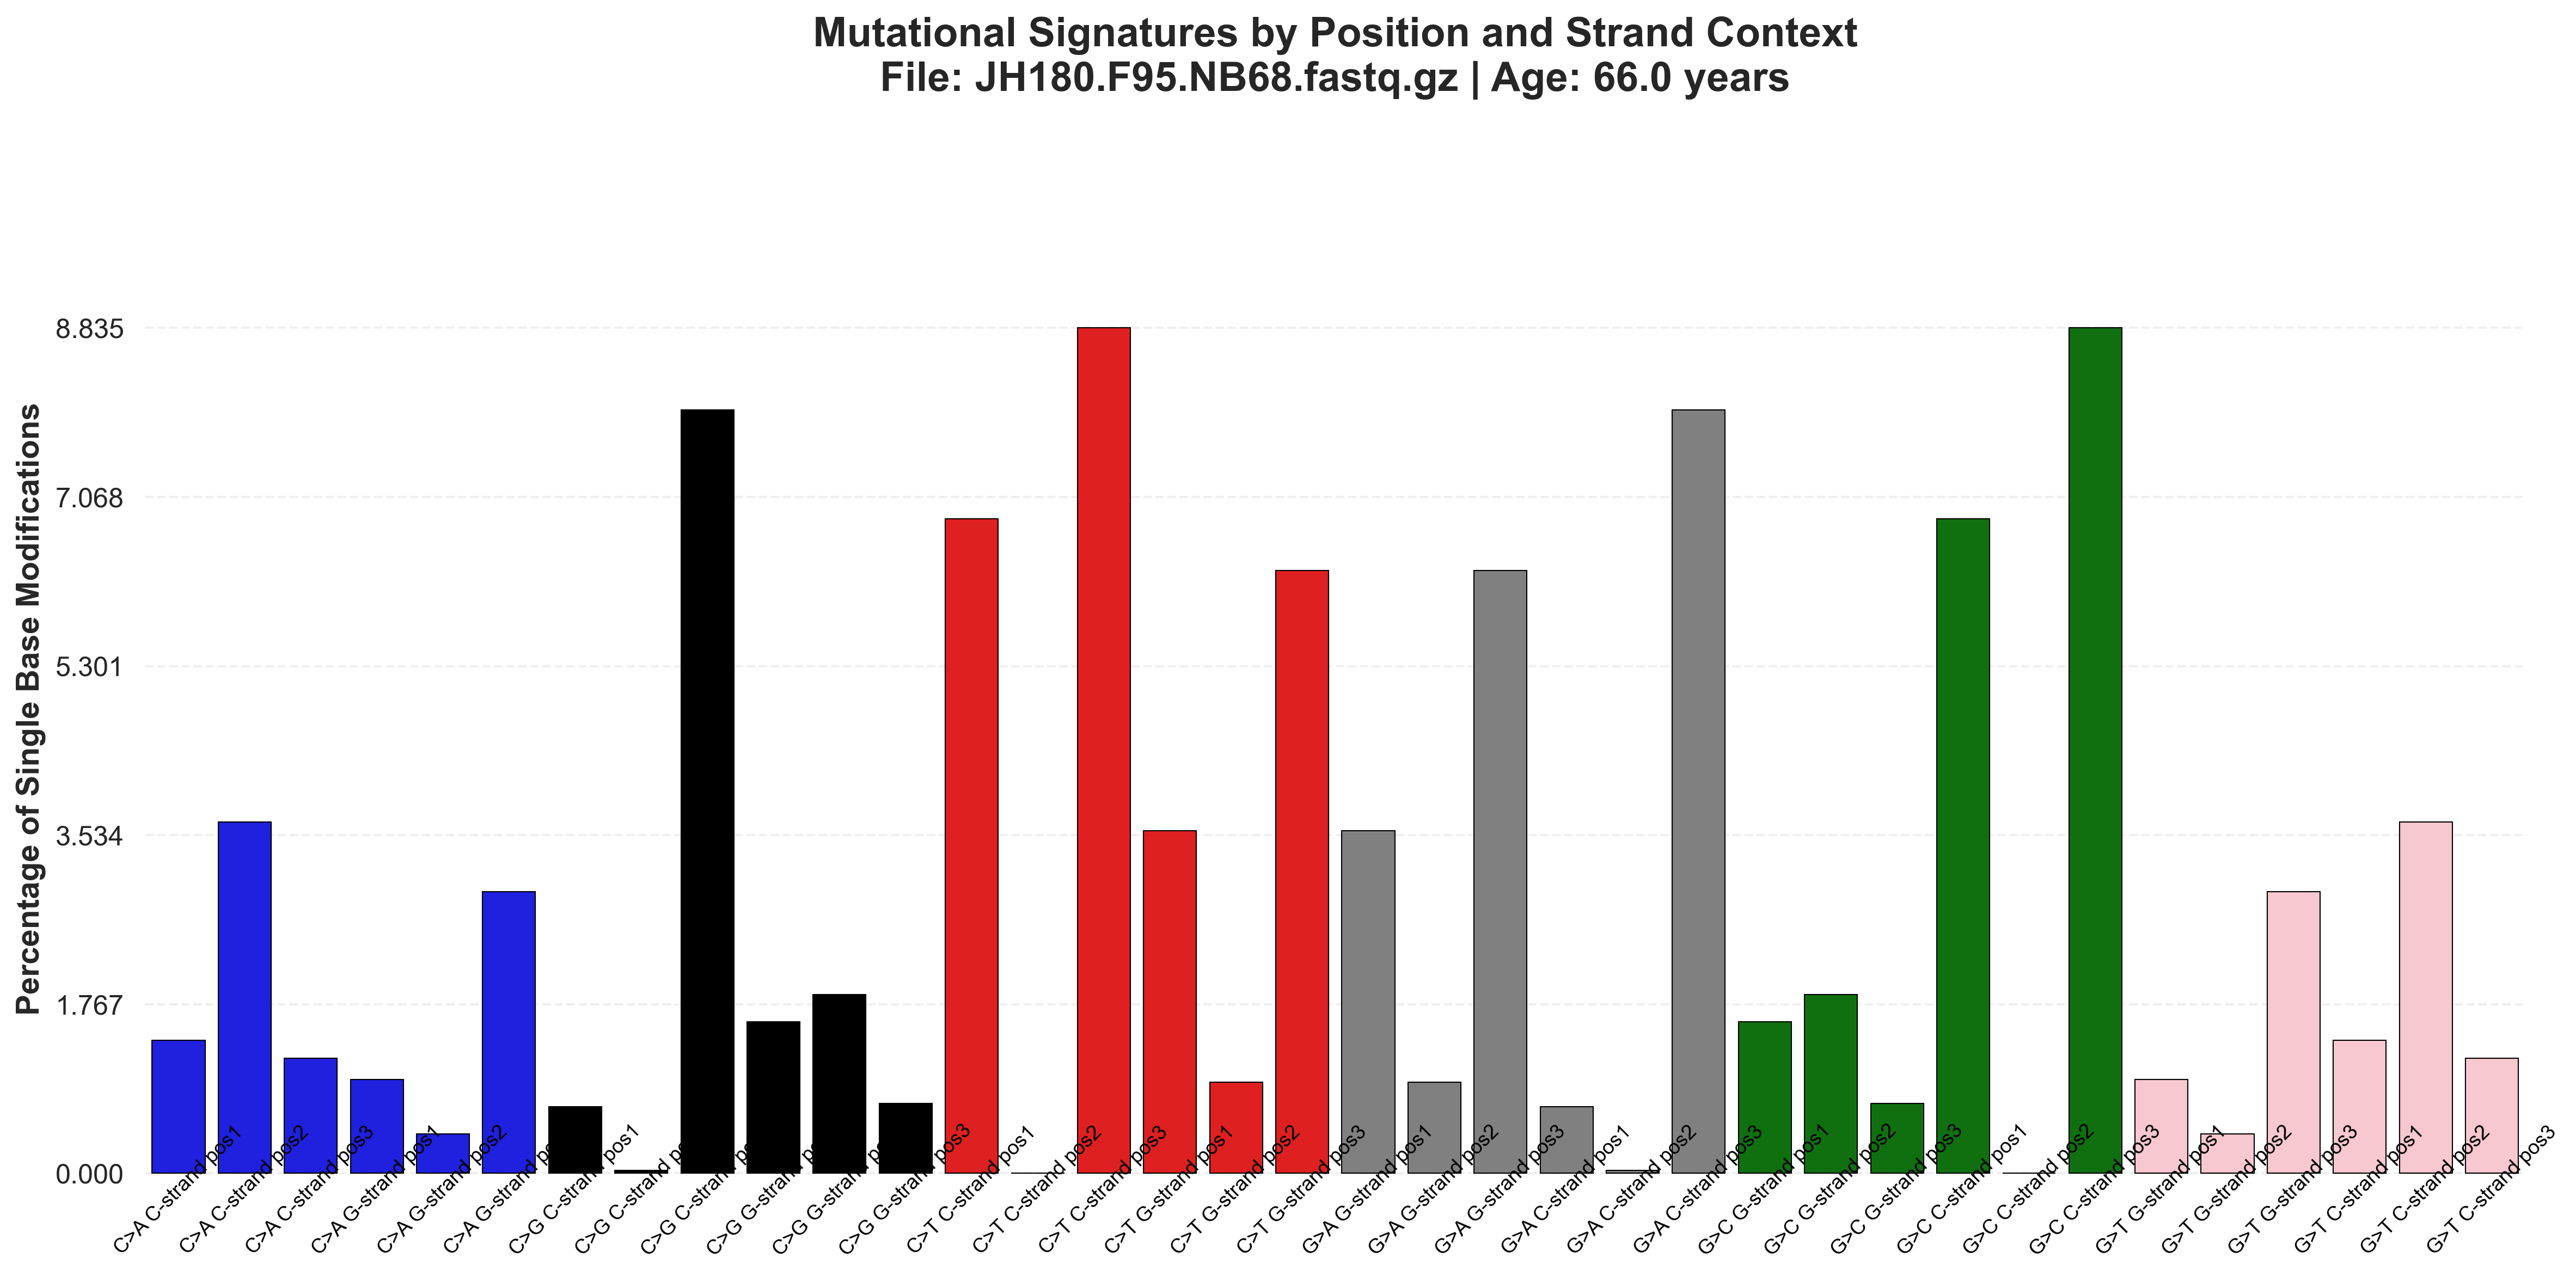 Mutational Signatures by Position and Strand Context
File: JH180.F95.NB68.fastq.gz | Age: 66.0 years
Percentage of Single Base Modifications
8.835
7.068
5.301
3.534
1.767
0.000
C>A C-strand pos1
C>A C-strand pos2
C>A C-strand pos3
C>A G-strand pos1
C>A G-strand pos2
C>A G-strand pos
C>G C-strand pos1
C>G C-strand po
C>G C-strand p
C>G G-strand p
C>G G-strand p
C>G G-strand pos3
C>T C-strand pos1
C>T C-strand pos2
C>T C-strand pos3
C>T G-strand pos1
C>T G-strand pos2
C>T G-strand pos3
G>A G-strand pos1
G>A G-strand pos2
G>A G-strand pos3
G>A C-strand pos1
G>A C-strand pos2
G>A C-strand pos3
G>C G-strand pos1
G>C G-strand pos2
G>C G-strand pos3
G>C C-strand pos1
G>C C-strand pos2
G>C C-strand pos3
G>T G-strand pos1
G>T G-strand pos2
G>T G-strand pos3
G>T C-strand pos1
G>T C-strand pos2
G>T C-strand pos3